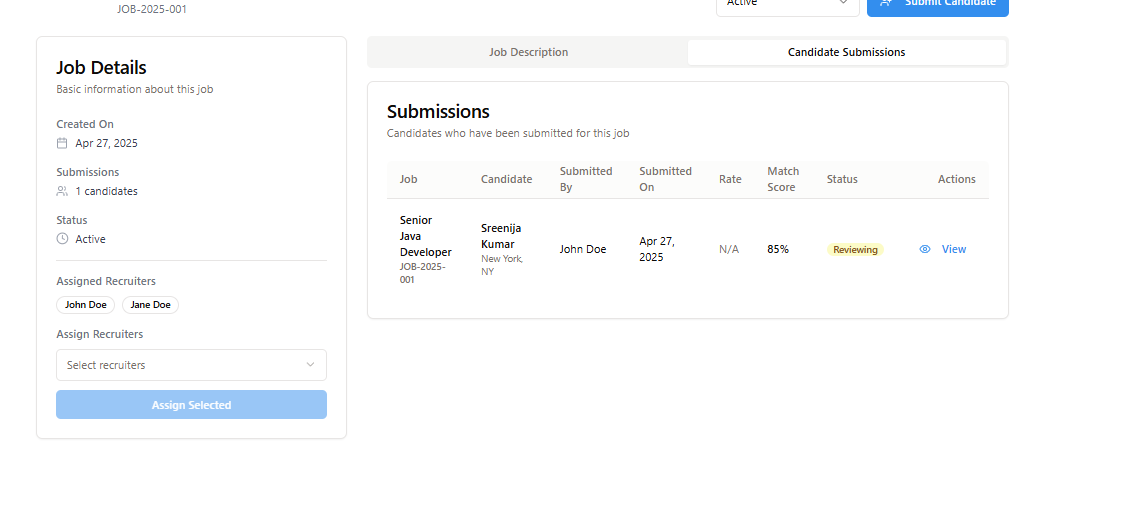 JOB-2025-001
Active
Submit Candidate
Job Details
Basic information about this job
Created On
Apr 27, 2025
Submissions
1 candidates
Status
Active
Assigned Recruiters
John Doe
Jane Doe
Assign Recruiters
Select recruiters
Assign Selected
Job Description
Candidate Submissions
Submissions
Candidates who have been submitted for this job
Job
Candidate
Submitted
By
Submitted
On
Rate
Match
Score
Status
Actions
Senior
Java
Developer
JOB-2025-
001
Sreenija
Kumar
New York,
NY
John Doe
Apr 27,
2025
N/A
85%
Reviewing
View